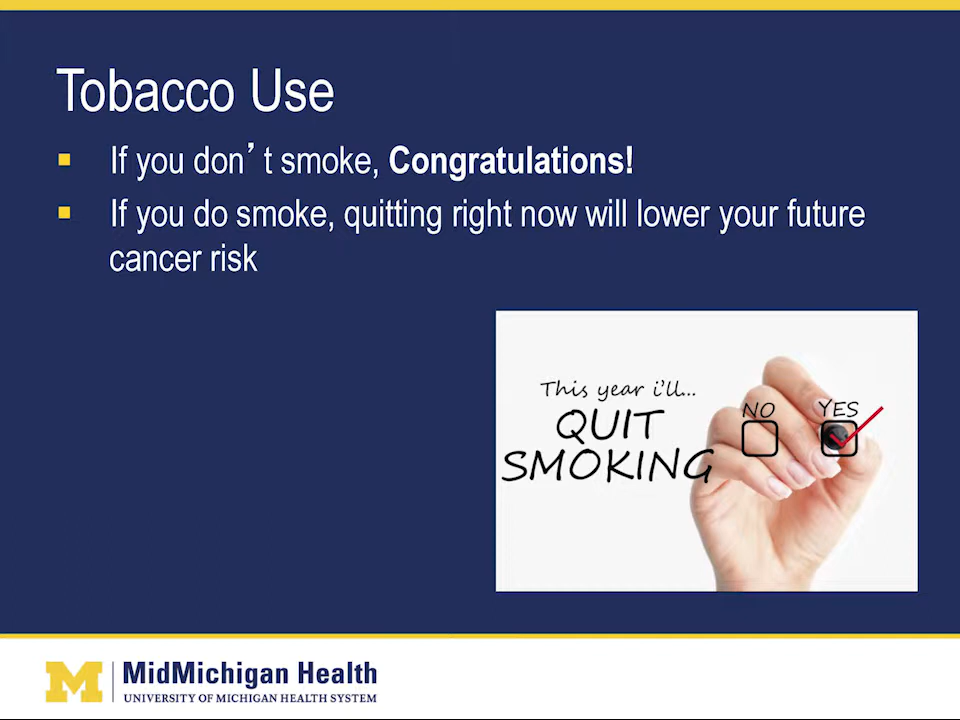 Tobacco Use
▪ If you don’t smoke, Congratulations!
▪ If you do smoke, quitting right now will lower your future
cancer risk
This year i'll...
QUIT
SMOKING
NO
YES
M
MidMichigan Health
UNIVERSITY OF MICHIGAN HEALTH SYSTEM